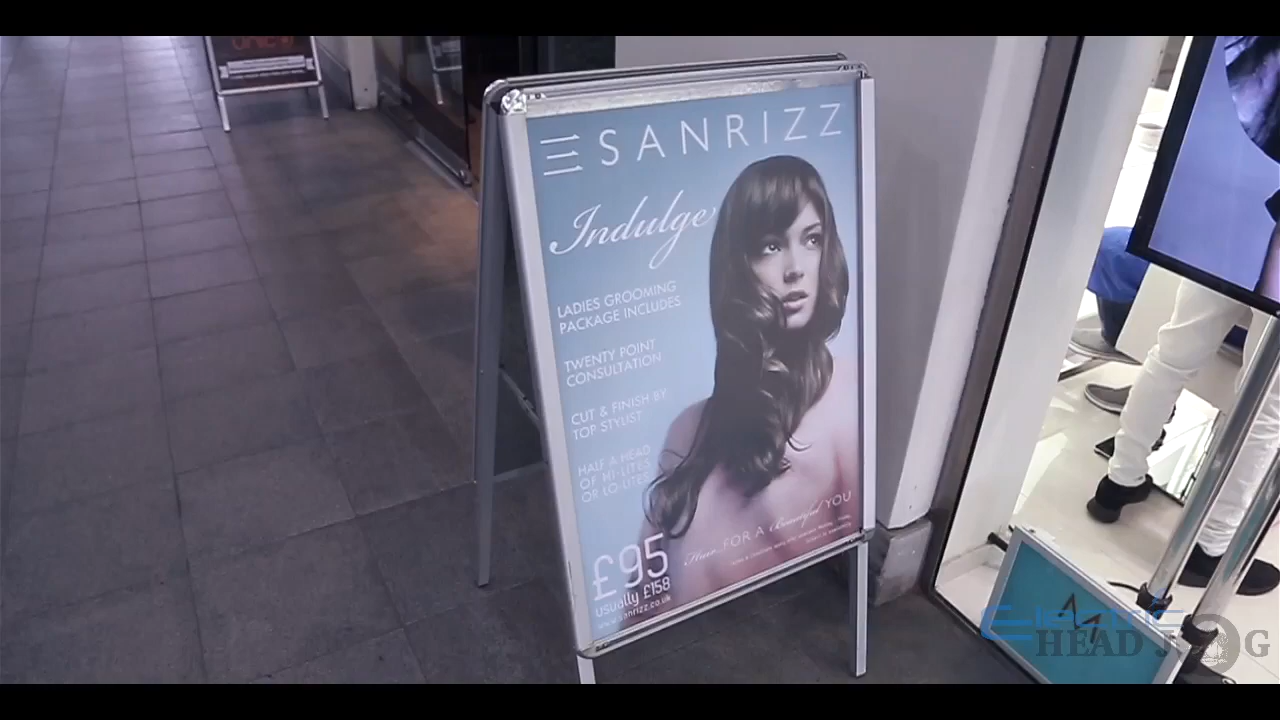 SANRIZZ
Indulge
LADIES GROOMING
PACKAGE INCLUDES
TWENTY POINT
CONSULTATION
CUT & FINISH BY
TOP STYLIST
HALF A HEAD
OF HI-LITES
OR LO-LITES
Hair FOR A Beautiful YOU
£95
usually £158
www.sanrizz.co.uk
Electric
HEAD